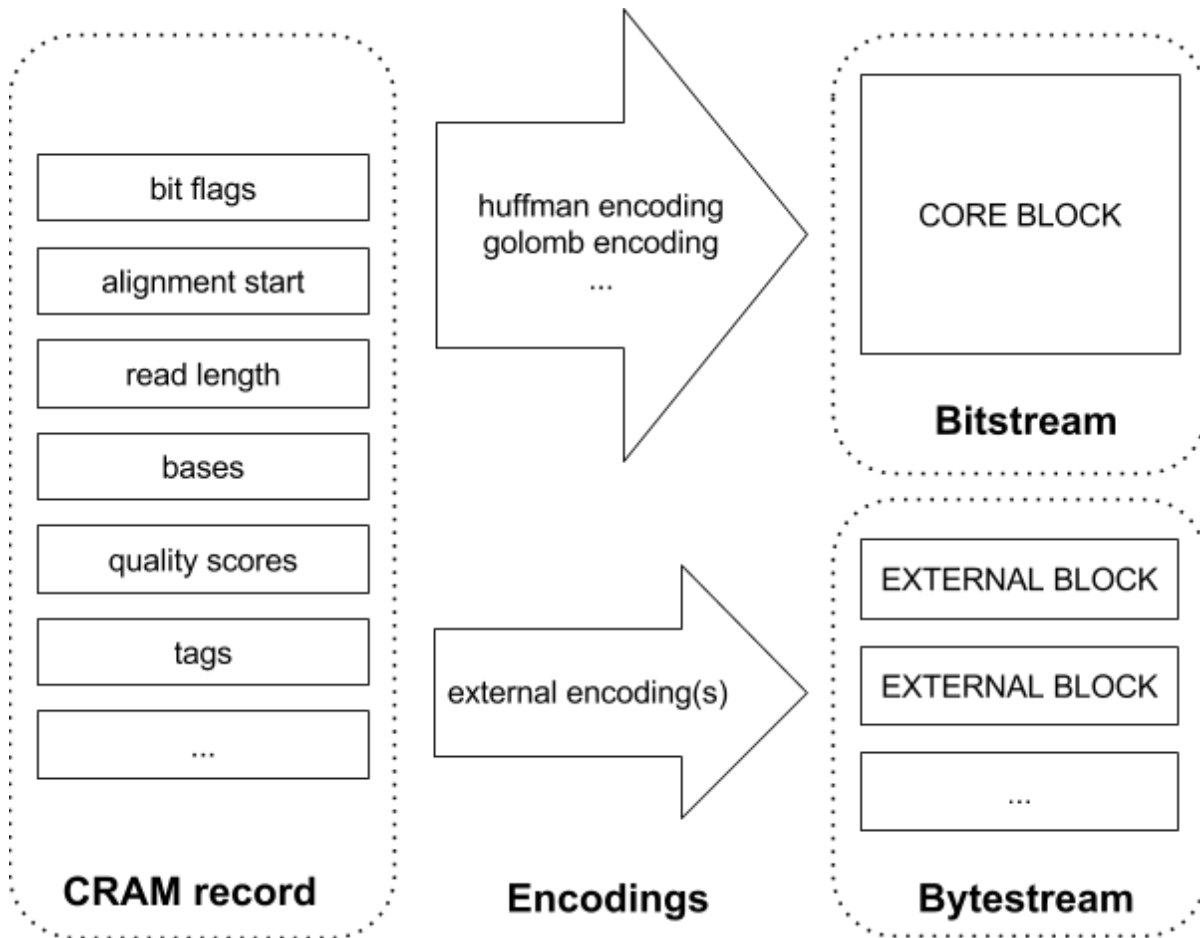 bit flags
alignment start
read length
bases
quality scores
tags
...
CRAM record
huffman encoding
golomb encoding
...
external encoding(s)
Encodings
CORE BLOCK
Bitstream
EXTERNAL BLOCK
EXTERNAL BLOCK
...
Bytestream